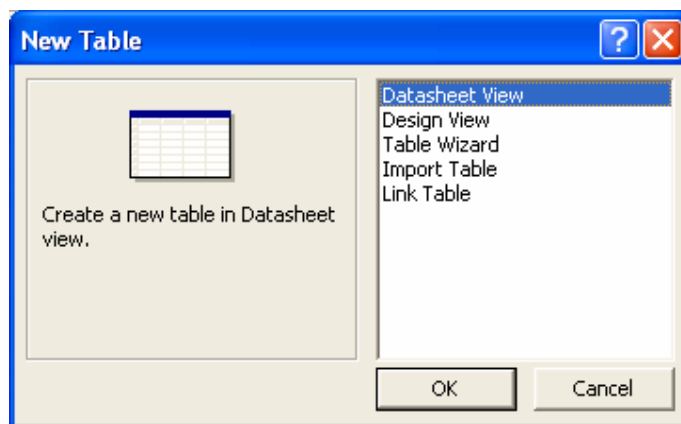 New Table
Create a new table in Datasheet
view.
Datasheet View
Design View
Table Wizard
Import Table
Link Table
OK
Cancel